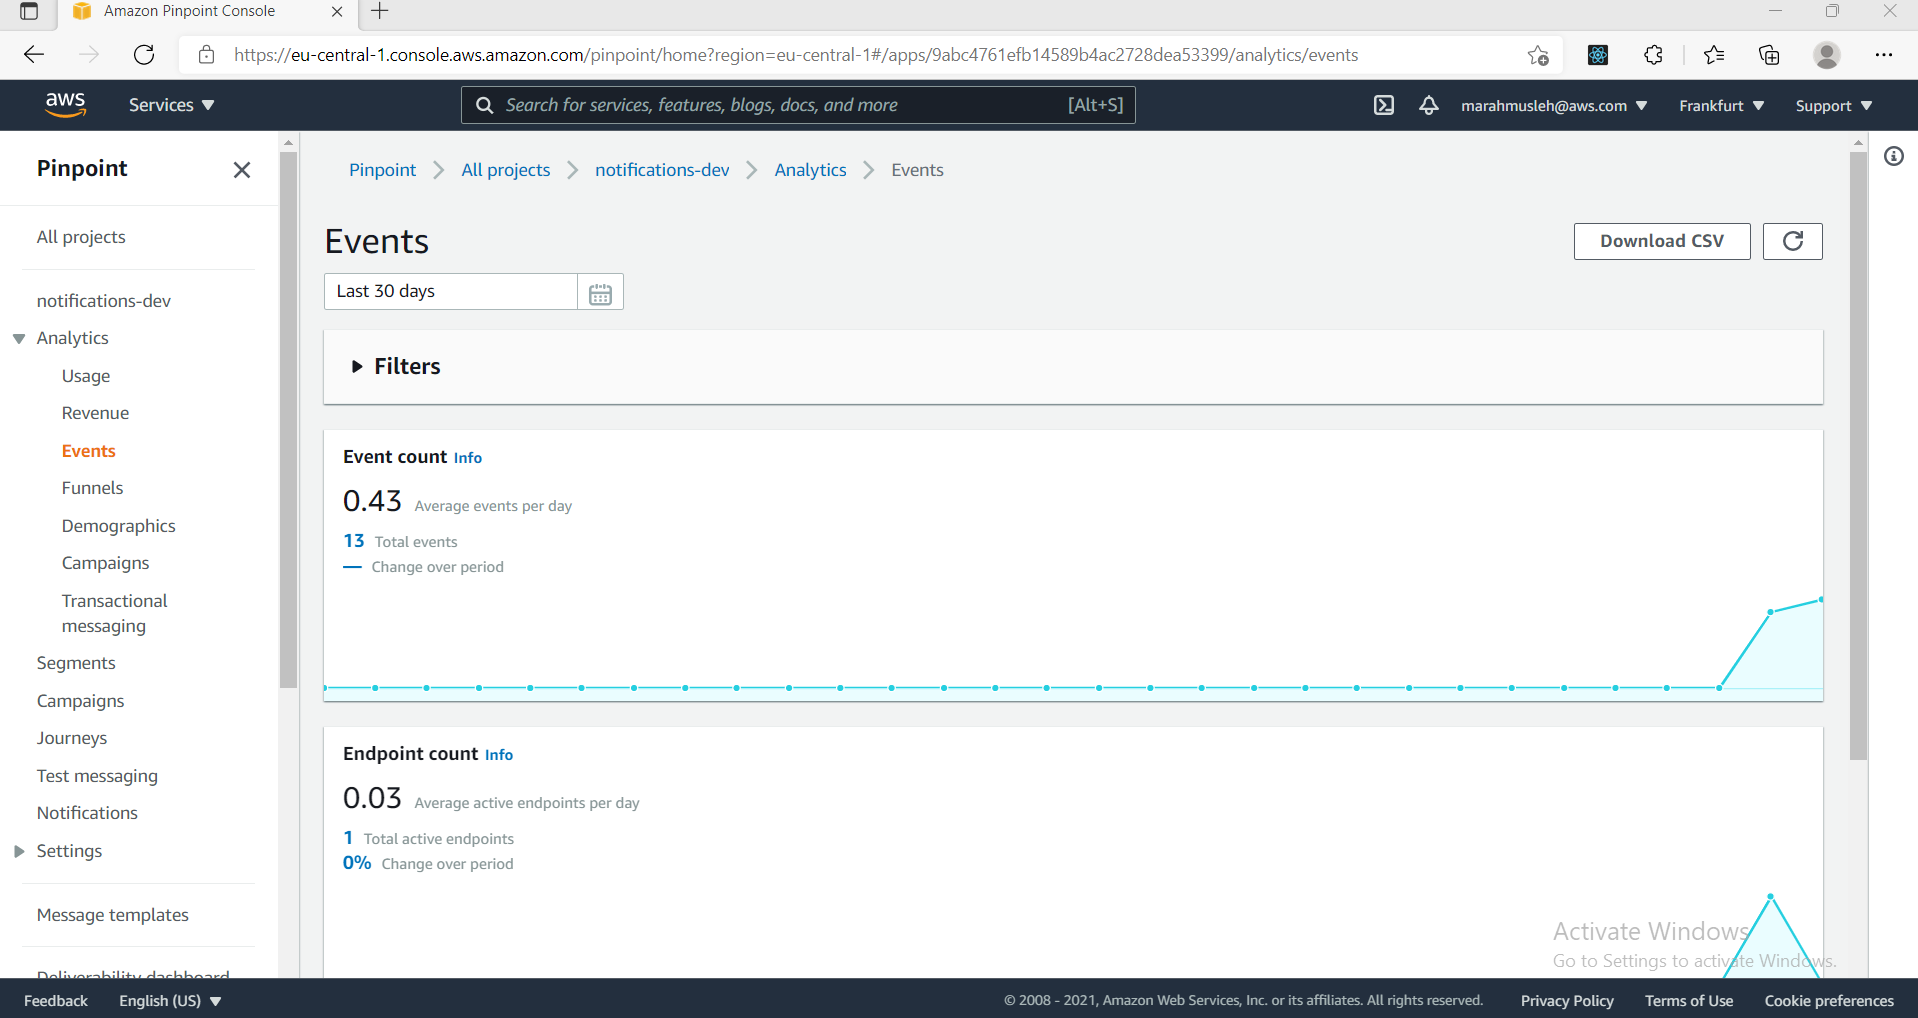 Amazon Pinpoint Console
https://eu-central-1.console.aws.amazon.com/pinpoint/home?region=eu-central-1#/apps/9abc4761efb14589b4ac2728dea53399/analytics/events
aws
Services
Search for services, features, blogs, docs, and more
[Alt+S]
marahmusleh@aws.com
Frankfurt
Support
Pinpoint
All projects
notifications-dev
Analytics
Usage
Revenue
Events
Funnels
Demographics
Campaigns
Transactional
messaging
Segments
Campaigns
Journeys
Test messaging
Notifications
Settings
Message templates
Deliverability dashboard
Pinpoint
All projects
notifications-dev
Analytics
Events
Events
Download CSV
Last 30 days
Filters
Event count Info
0.43 Average events per day
13 Total events
Change over period
Endpoint count Info
0.03 Average active endpoints per day
1 Total active endpoints
0% Change over period
Activate Windows
Go to Settings to activate Windows.
Feedback
English (US)
© 2008 - 2021, Amazon Web Services, Inc. or its affiliates. All rights reserved.
Privacy Policy
Terms of Use
Cookie preferences